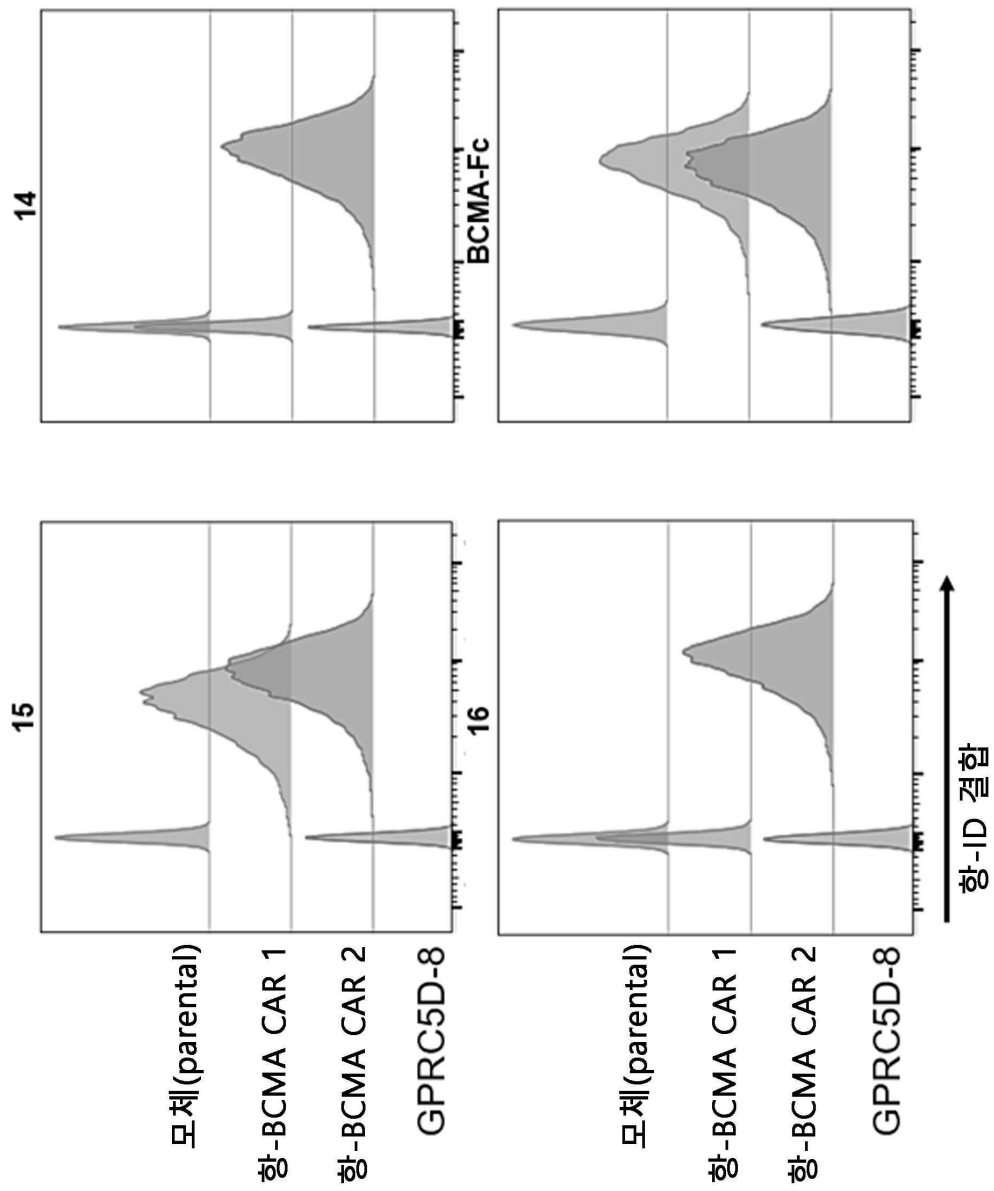 15
14
모체(parental)
항-BCMA CAR 1
항-BCMA CAR 2
GPRC5D-8
16
BCMA-Fc
모체(parental)
항-BCMA CAR 1
항-BCMA CAR 2
GPRC5D-8
항-ID 결합